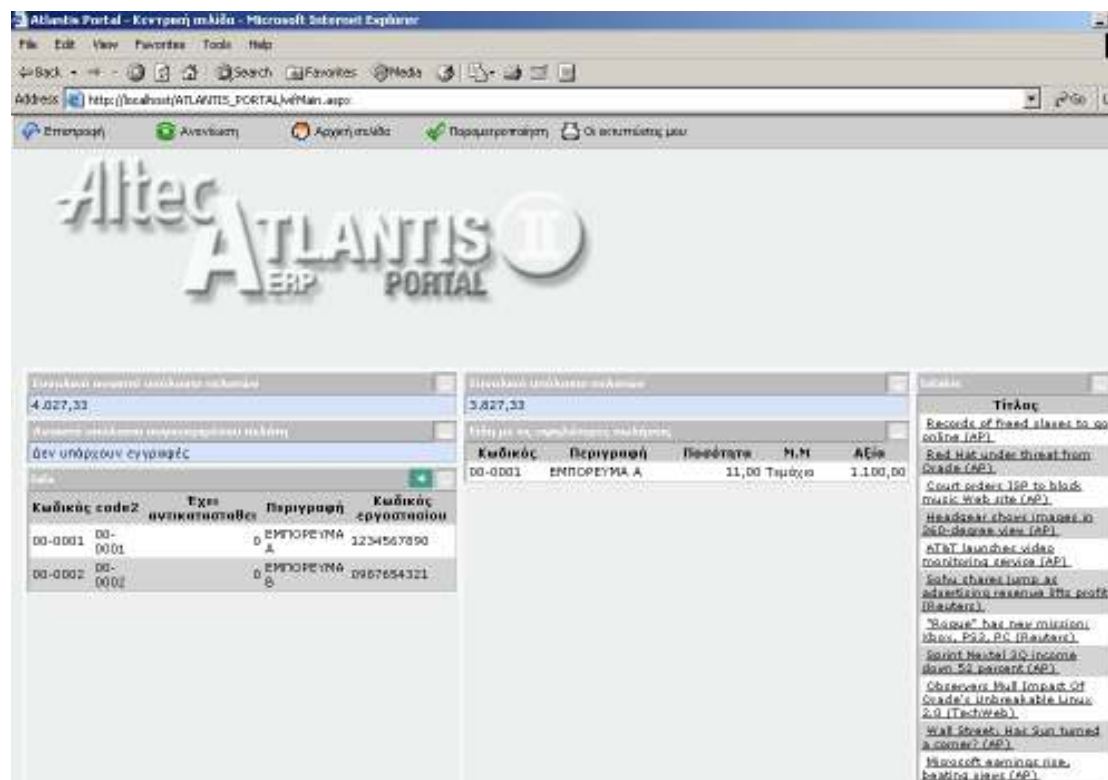 Atlantis Portal - Κεντρική σελίδα - Microsoft Internet Explorer
File Edit View Favorites Tools Help
Back Search Favorites Media
Address http://localhost/ATLANTIS_PORTAL/wfMain.aspx Go
Επιστροφή Ανανέωση Αρχική σελίδα Παραμετροποίηση Οι εκτυπώσεις μου
Altec
ATLANTIS II
ERP PORTAL
4.027,33
Δεν υπάρχουν εγγραφές
Κωδικός code2 Έχει αντικατασταθεί Περιγραφή Κωδικός εργοστασίου
00-0001 00-0001 0 ΕΜΠΟΡΕΥΜΑ Α 1234567890
00-0002 00-0002 0 ΕΜΠΟΡΕΥΜΑ Β 0987654321
3.827,33
Είδη με τις υψηλότερες πωλήσεις
Κωδικός Περιγραφή Ποσότητα Μ.Μ Αξία
00-0001 ΕΜΠΟΡΕΥΜΑ Α 11,00 Τεμάχιο 1.100,00
Τίτλος
Records of freed slaves to go online (AP)
Red Hat under threat from Oracle (AP)
Court orders ISP to block music Web site (AP)
Headgear shows images in 360-degree view (AP)
AT&T launches video monitoring service (AP)
Sohu shares jump as advertising revenue lifts profit (Reuters)
"Rogue" has new mission: Xbox, PS3, PC (Reuters)
Sprint Nextel 3Q income down 52 percent (AP)
Observers Mull Impact Of Oracle's Unbreakable Linux 2.0 (TechWeb)
Wall Street: Has Sun turned a corner? (AP)
Microsoft earnings rise, beating views (AP)